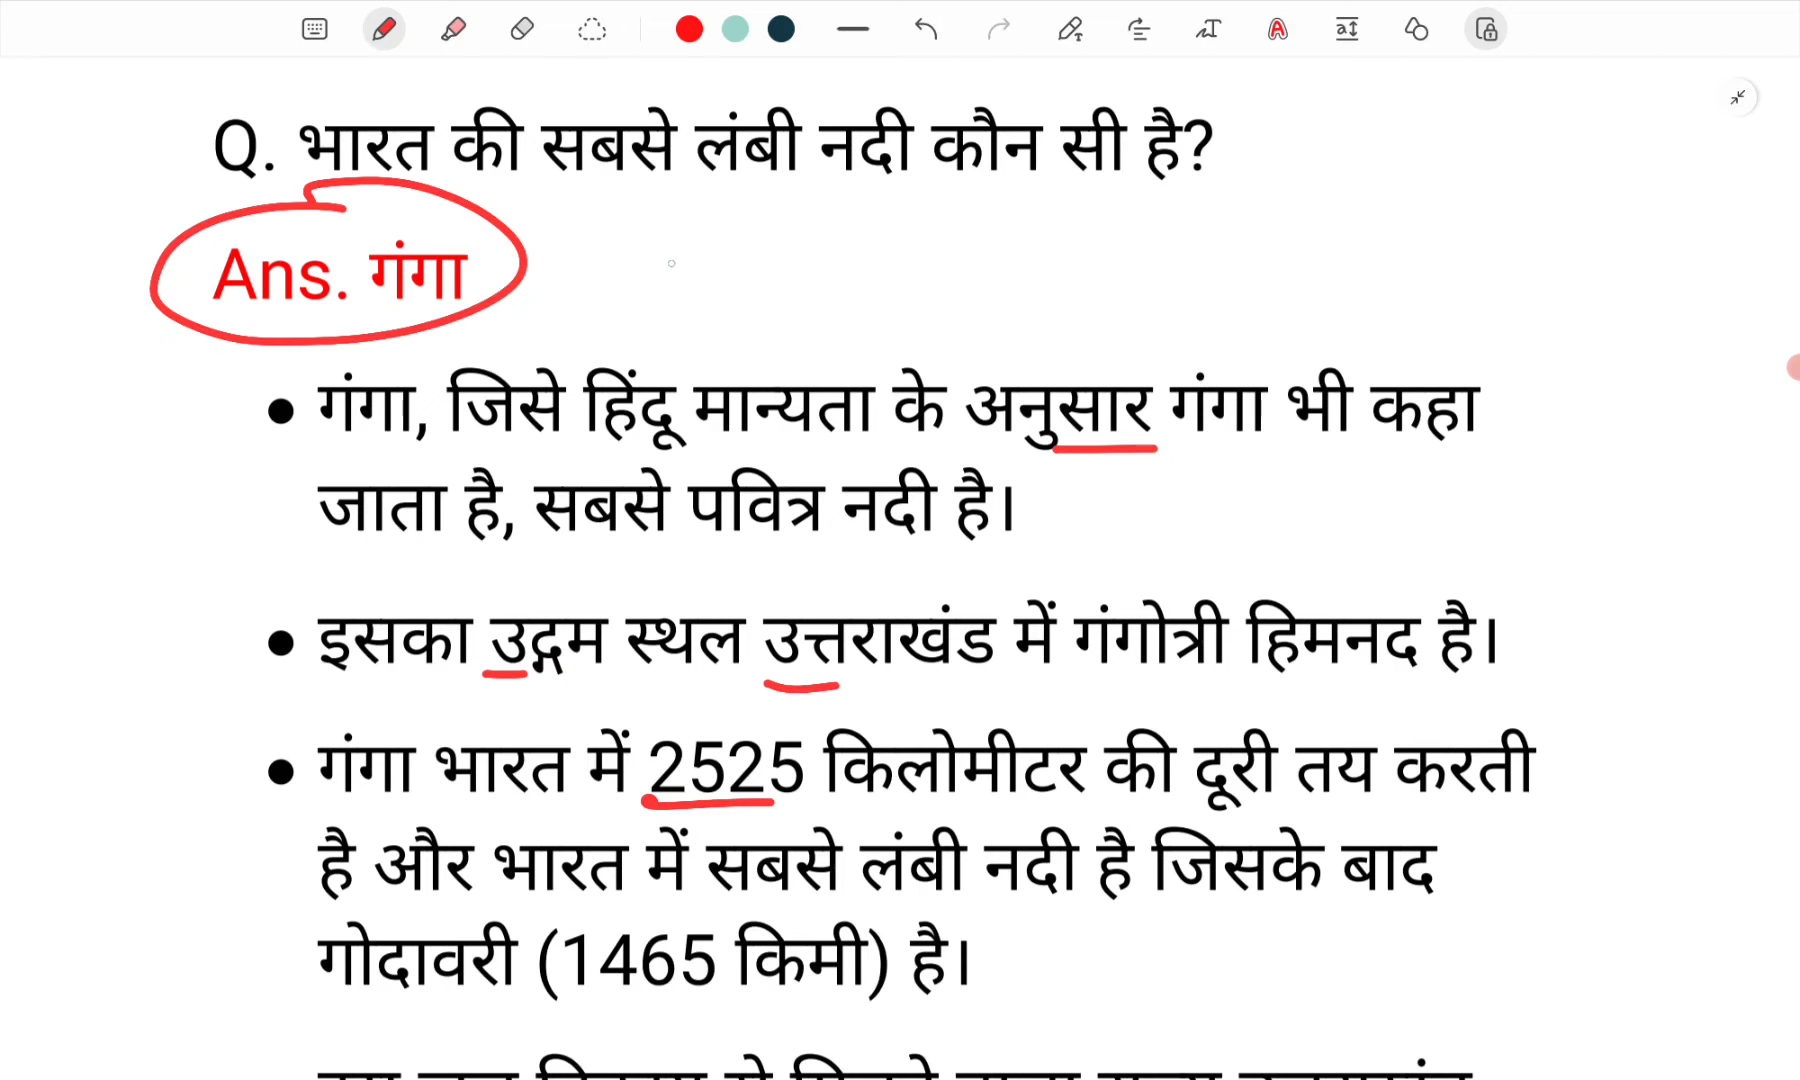 Q. भारत की सबसे लंबी नदी कौन सी है?
Ans. गंगा
• गंगा, जिसे हिंदू मान्यता के अनुसार गंगा भी कहा
जाता है, सबसे पवित्र नदी है।
• इसका उद्गम स्थल उत्तराखंड में गंगोत्री हिमनद है।
• गंगा भारत में 2525 किलोमीटर की दूरी तय करती
है और भारत में सबसे लंबी नदी है जिसके बाद
गोदावरी (1465 किमी) है।